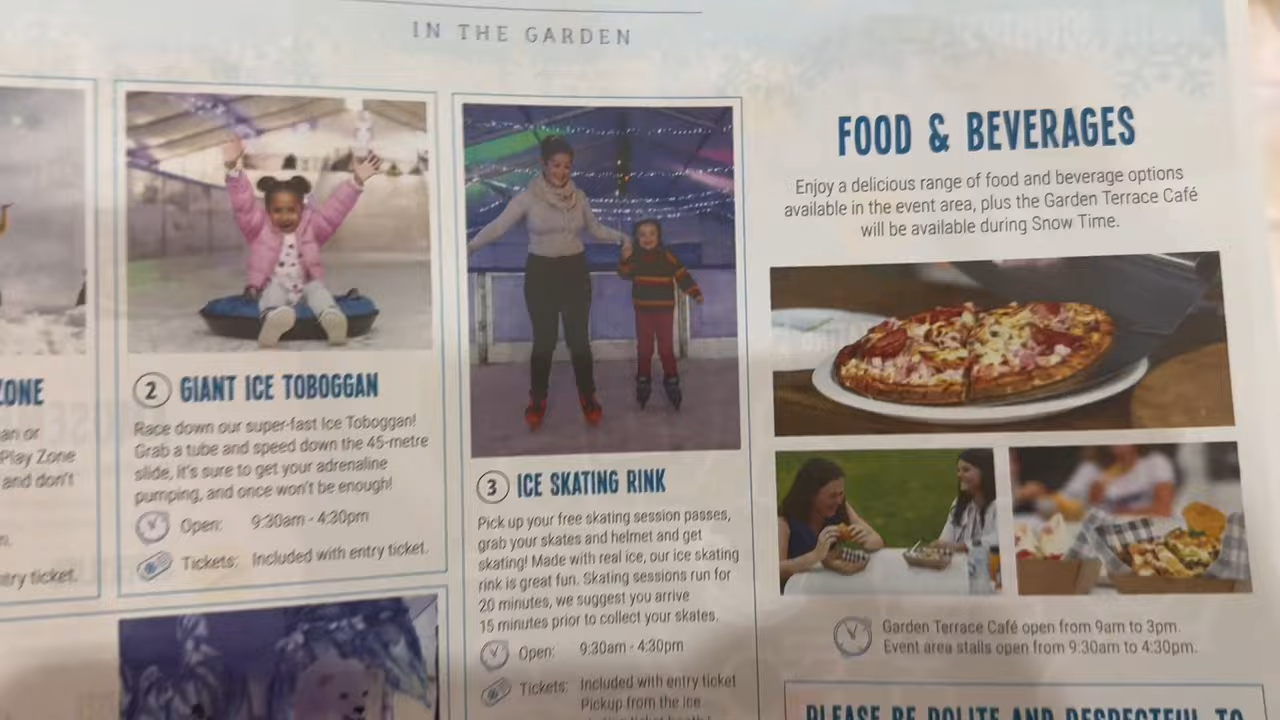 IN THE GARDEN
ZONE
an or
Play Zone
and don't
try ticket.
2 GIANT ICE TOBOGGAN
Race down our super-fast Ice Toboggan!
Grab a tube and speed down the 45-metre
slide, it's sure to get your adrenaline
pumping, and once won't be enough!
Open: 9:30am - 4:30pm
Tickets: Included with entry ticket.
3 ICE SKATING RINK
Pick up your free skating session passes,
grab your skates and helmet and get
skating! Made with real ice, our ice skating
rink is great fun. Skating sessions run for
20 minutes, we suggest you arrive
15 minutes prior to collect your skates.
Open: 9:30am - 4:30pm
Tickets: Included with entry ticket
Pickup from the ice
FOOD & BEVERAGES
Enjoy a delicious range of food and beverage options
available in the event area, plus the Garden Terrace Café
will be available during Snow Time.
Garden Terrace Café open from 9am to 3pm.
Event area stalls open from 9:30am to 4:30pm.
PLEASE BE POLITE AND RESPECTFUL TO